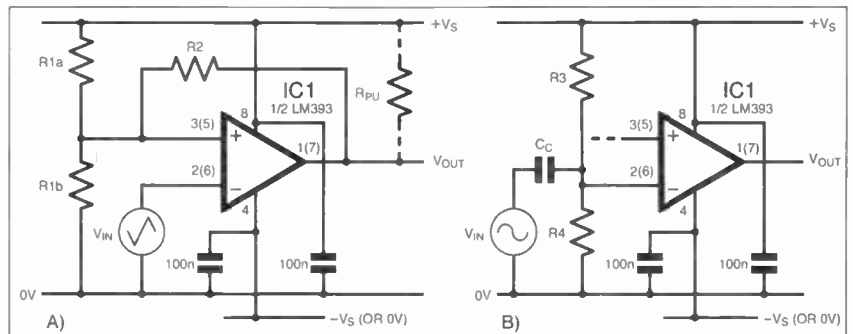 +VS
R1a
R2
RPU
IC1
1/2 LM393
8
3(5)
+
1(7)
VOUT
R1b
2(6)
−
4
VIN
100n
100n
0V
A)
−VS (OR 0V)
+VS
R3
IC1
1/2 LM393
8
3(5)
+
1(7)
VOUT
CC
2(6)
−
4
VIN
R4
100n
100n
B)
−VS (OR 0V)